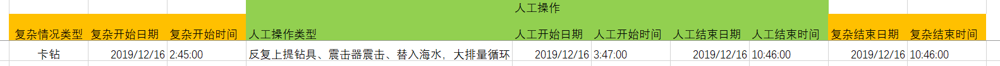 人工操作
复杂情况类型 复杂开始日期 复杂开始时间 人工操作类型 人工开始日期 人工开始时间 人工结束日期 人工结束时间 复杂结束日期 复杂结束时间
卡钻 2019/12/16 2:45:00 反复上提钻具、震击器震击、替入海水，大排量循环 2019/12/16 3:47:00 2019/12/16 10:46:00 2019/12/16 10:46:00